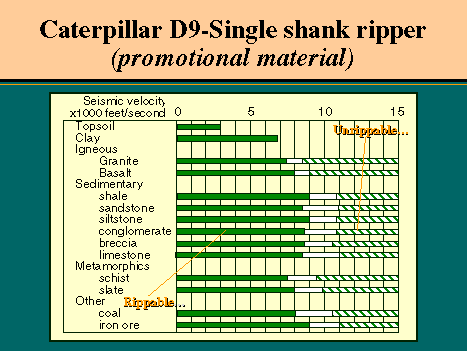 Caterpillar D9-Single shank ripper
(promotional material)
Seismic velocity
x1000 feet/second 0 5 10 15
Topsoil
Unrippable...
Clay
Igneous
Granite
Basalt
Sedimentary
shale
sandstone
siltstone
conglomerate
breccia
limestone
Metamorphics
schist
slate
Other
Rippable...
coal
iron ore